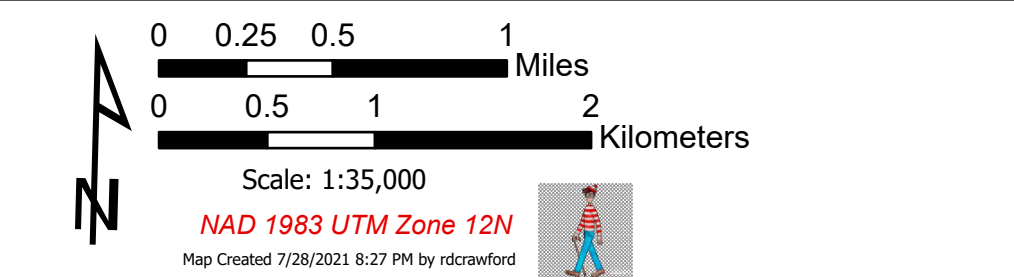 0 0.25 0.5 1
Miles
0 0.5 1 2
Kilometers
Scale: 1:35,000
N
NAD 1983 UTM Zone 12N
Map Created 7/28/2021 8:27 PM by rdcrawford